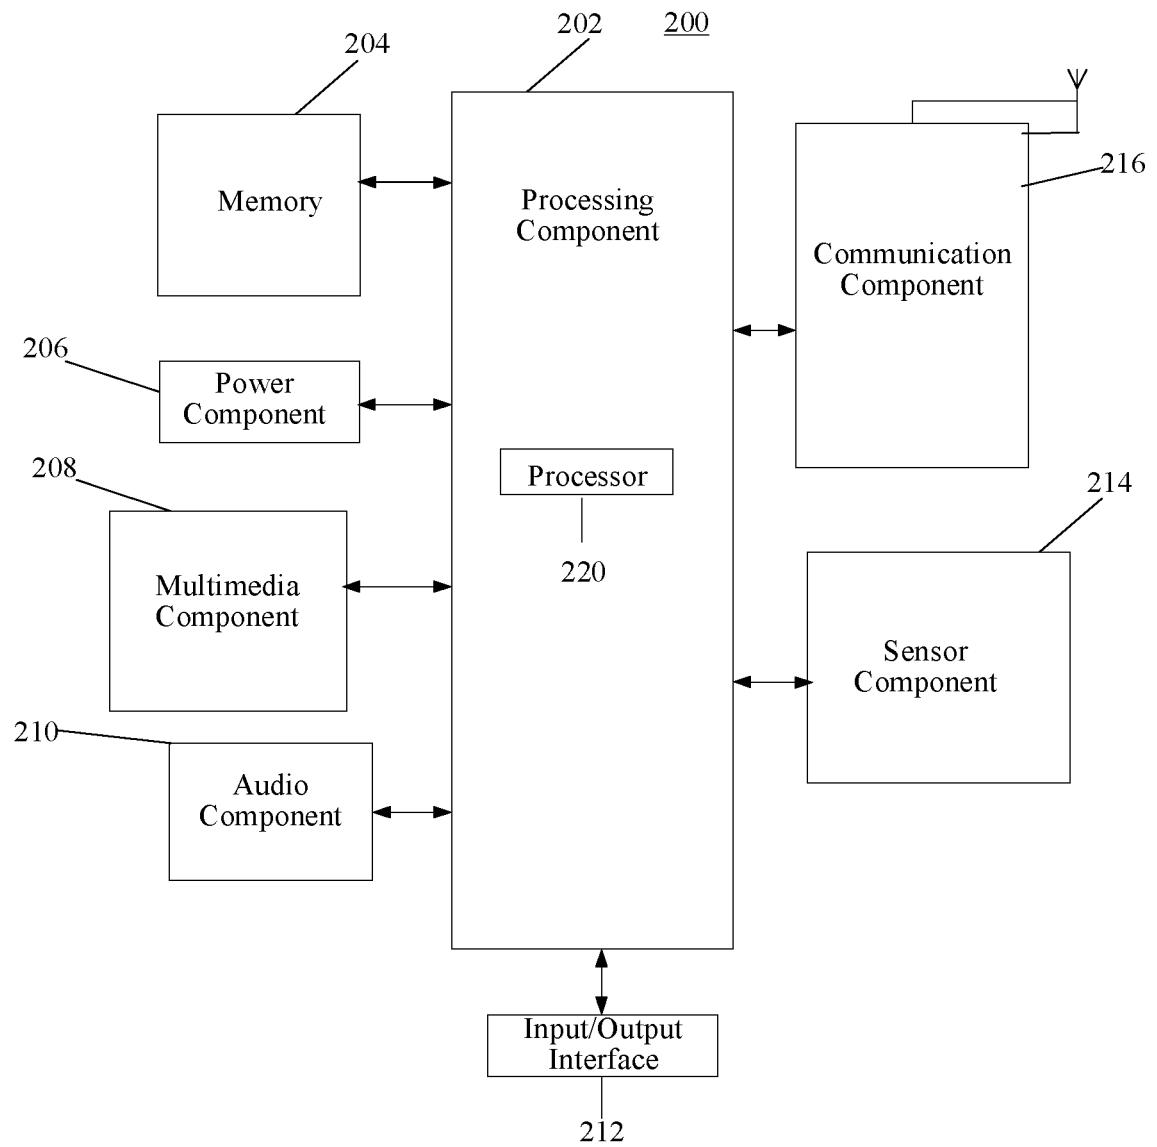 202
200
204
216
Memory
Processing
Component
Communication
Component
206
Power
Component
208
Processor
214
220
Multimedia
Component
Sensor
Component
210
Audio
Component
Input/Output
Interface
212